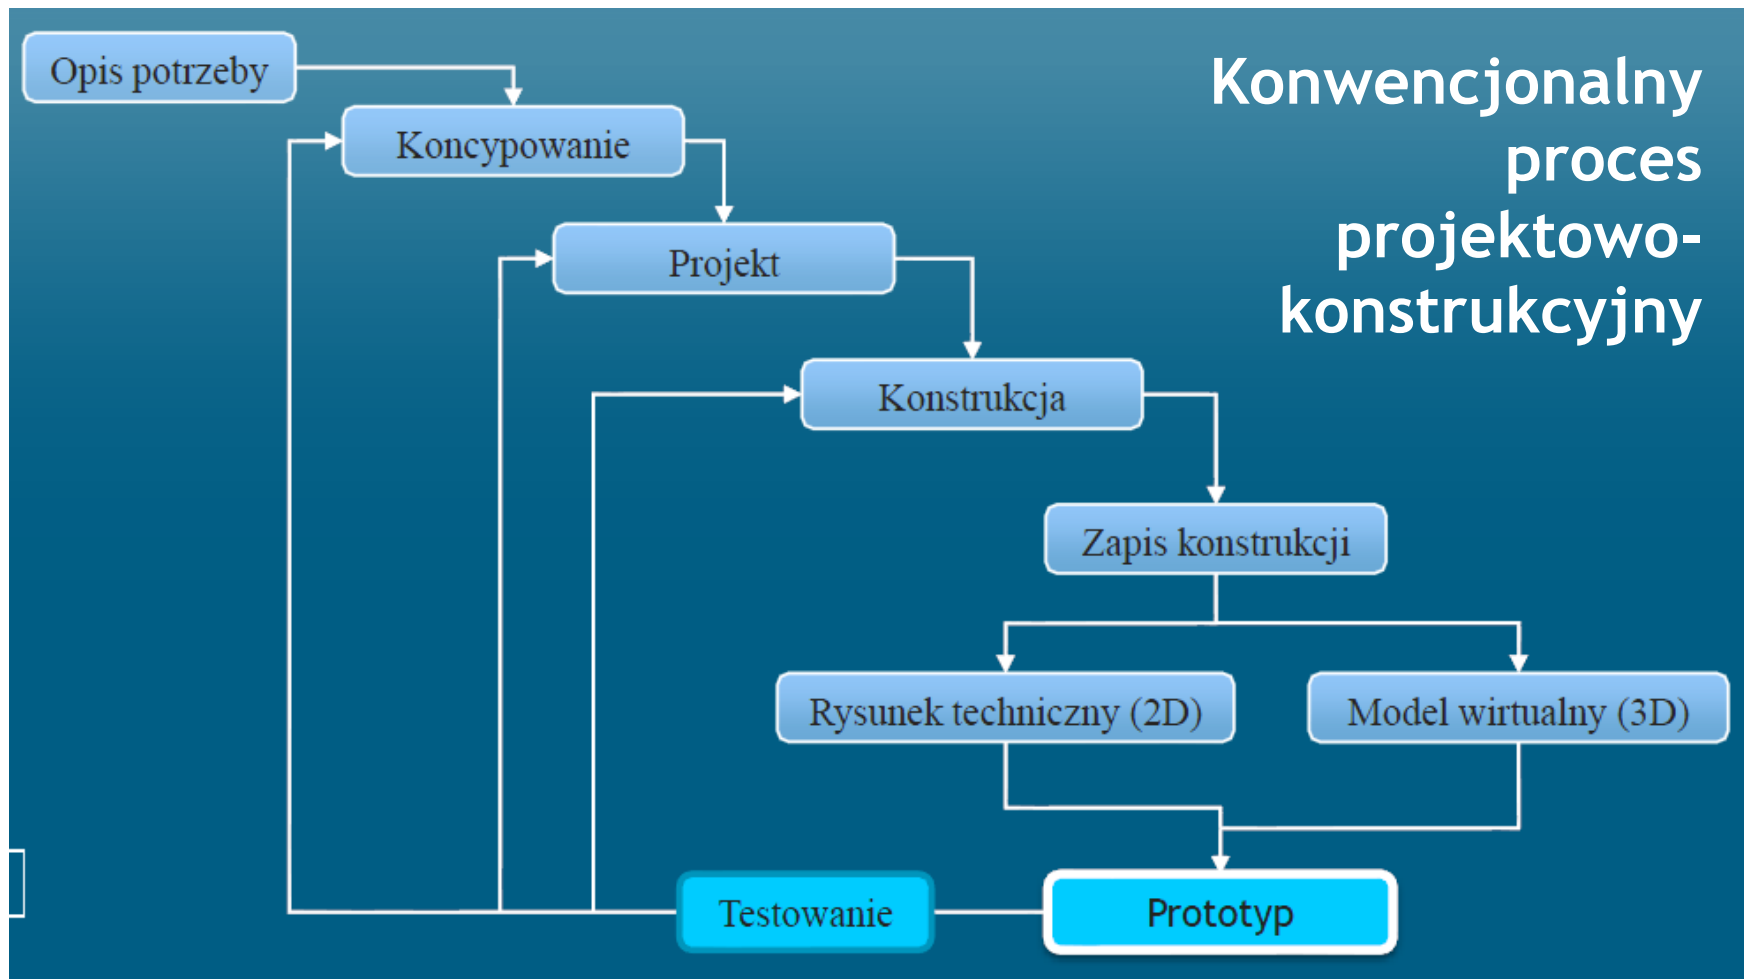 Opis potrzeby
Konwencjonalny
proces
projektowo-
konstrukcyjny
Koncypowanie
Projekt
Konstrukcja
Zapis konstrukcji
Rysunek techniczny (2D)
Model wirtualny (3D)
Testowanie
Prototyp